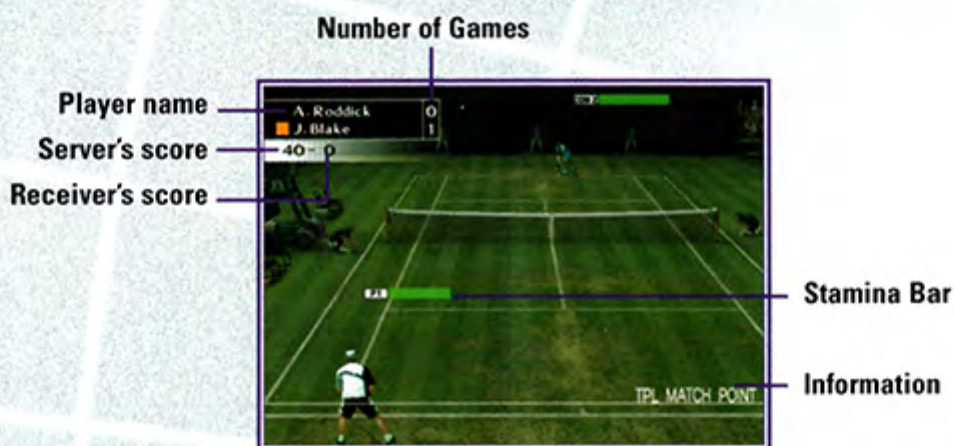 Number of Games
Player name
A. Roddick 0
J. Blake 1
Server's score
40 - 0
Receiver's score
P1
Stamina Bar
TPL MATCH POINT
Information